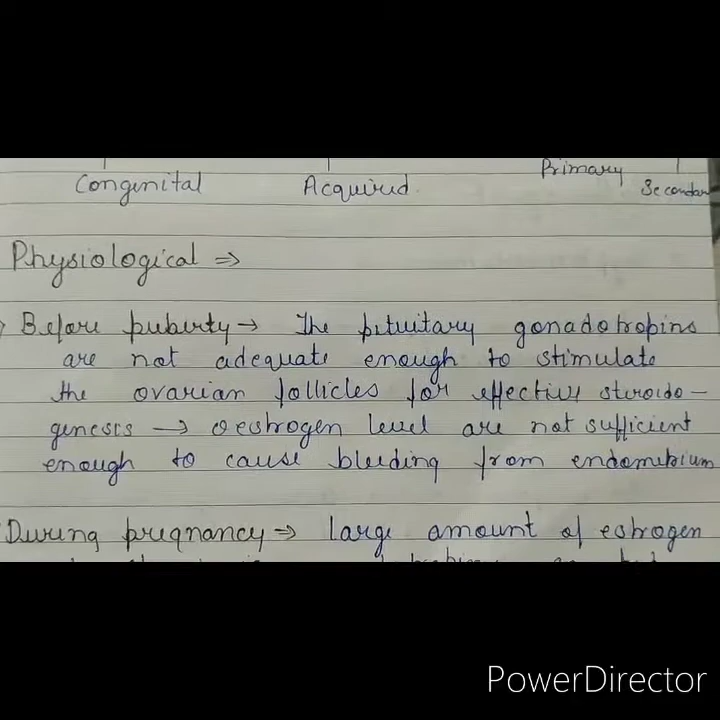 Congenital Acquired Primary Secondar
Physiological ⇒
Before puberty → The pituitary gonadotropins
are not adequate enough to stimulate
the ovarian follicles for effective steroido-
genesis → oestrogen level are not sufficient
enough to cause bleeding from endometrium
During pregnancy ⇒ large amount of estrogen
PowerDirector